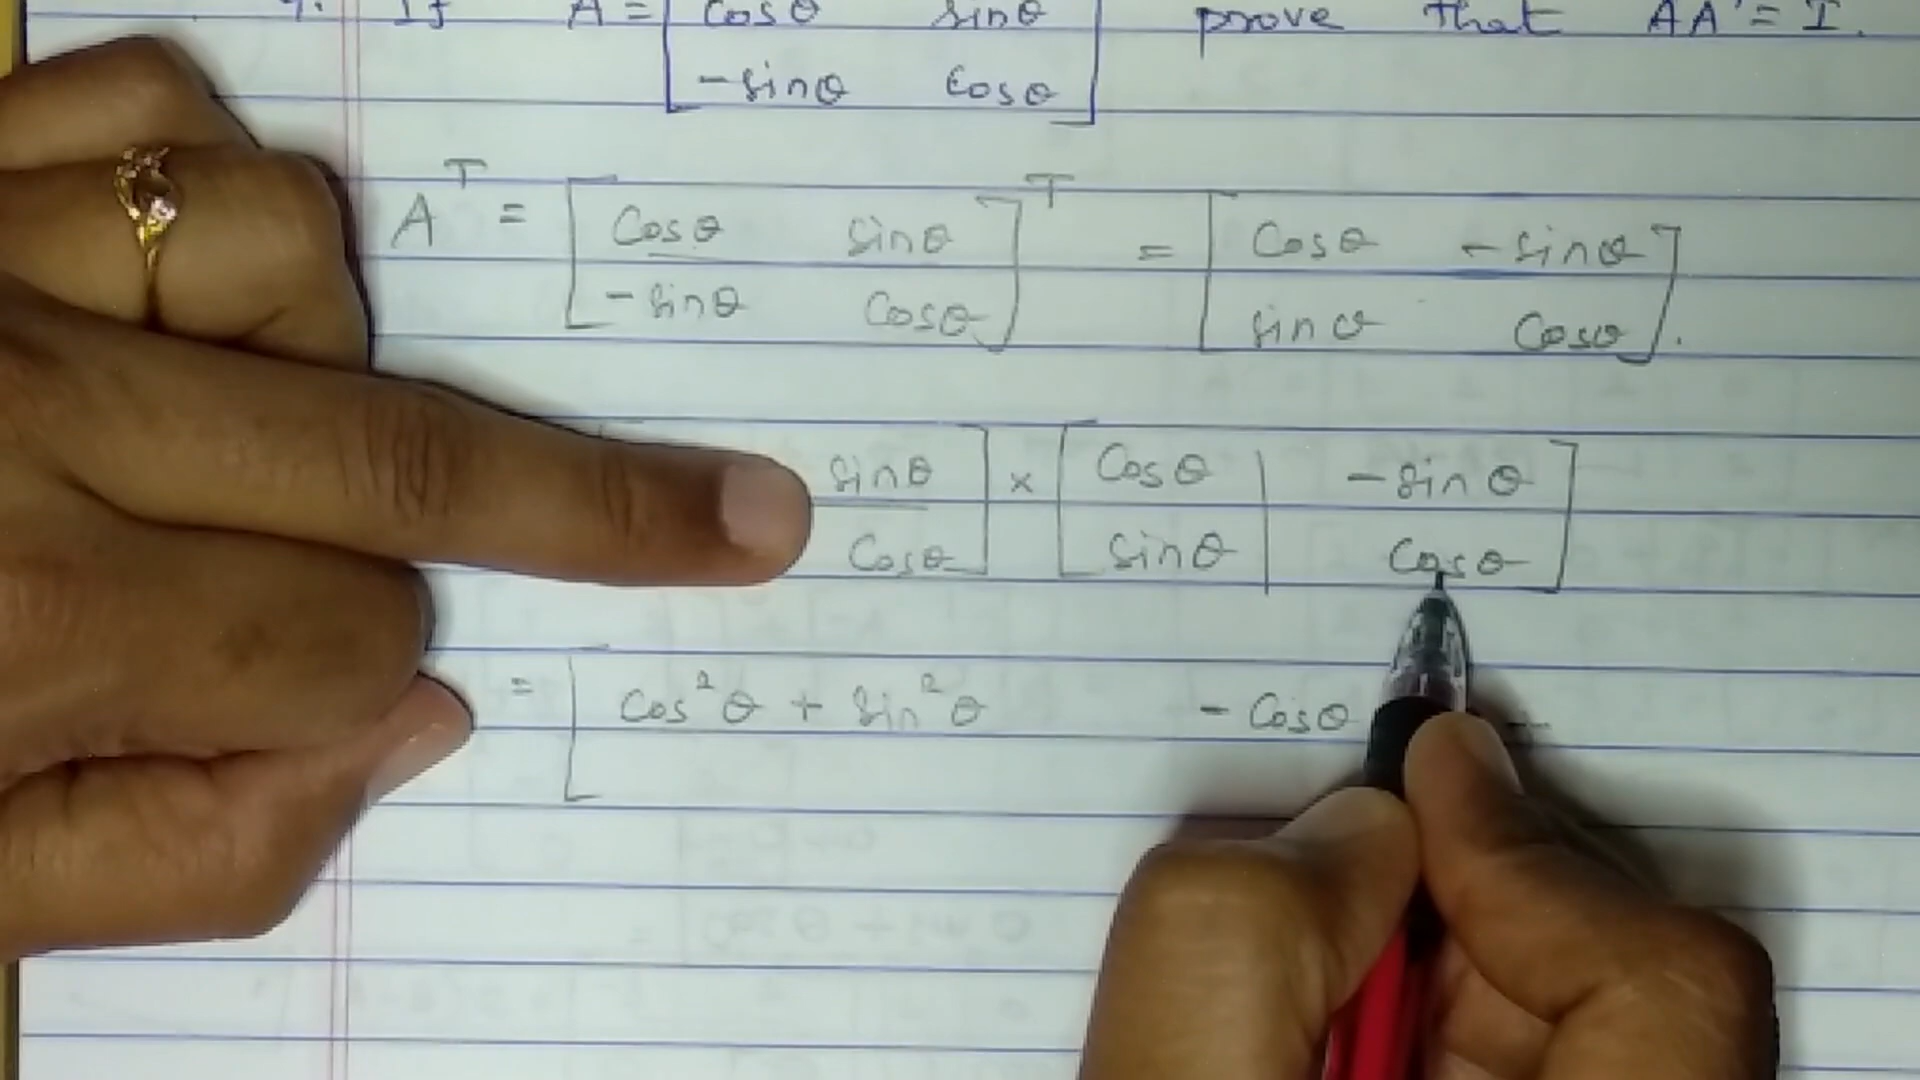 9. If A = [ Cosθ sinθ prove that AA' = I.
-sinθ Cosθ ]
A^T = [ Cosθ sinθ ]^T = [ Cosθ -sinθ ]
-sinθ Cosθ sinθ Cosθ .
sinθ ] × [ Cosθ | -sinθ ]
Cosθ sinθ | Cosθ
= [ Cos²θ + Sin²θ - Cosθ